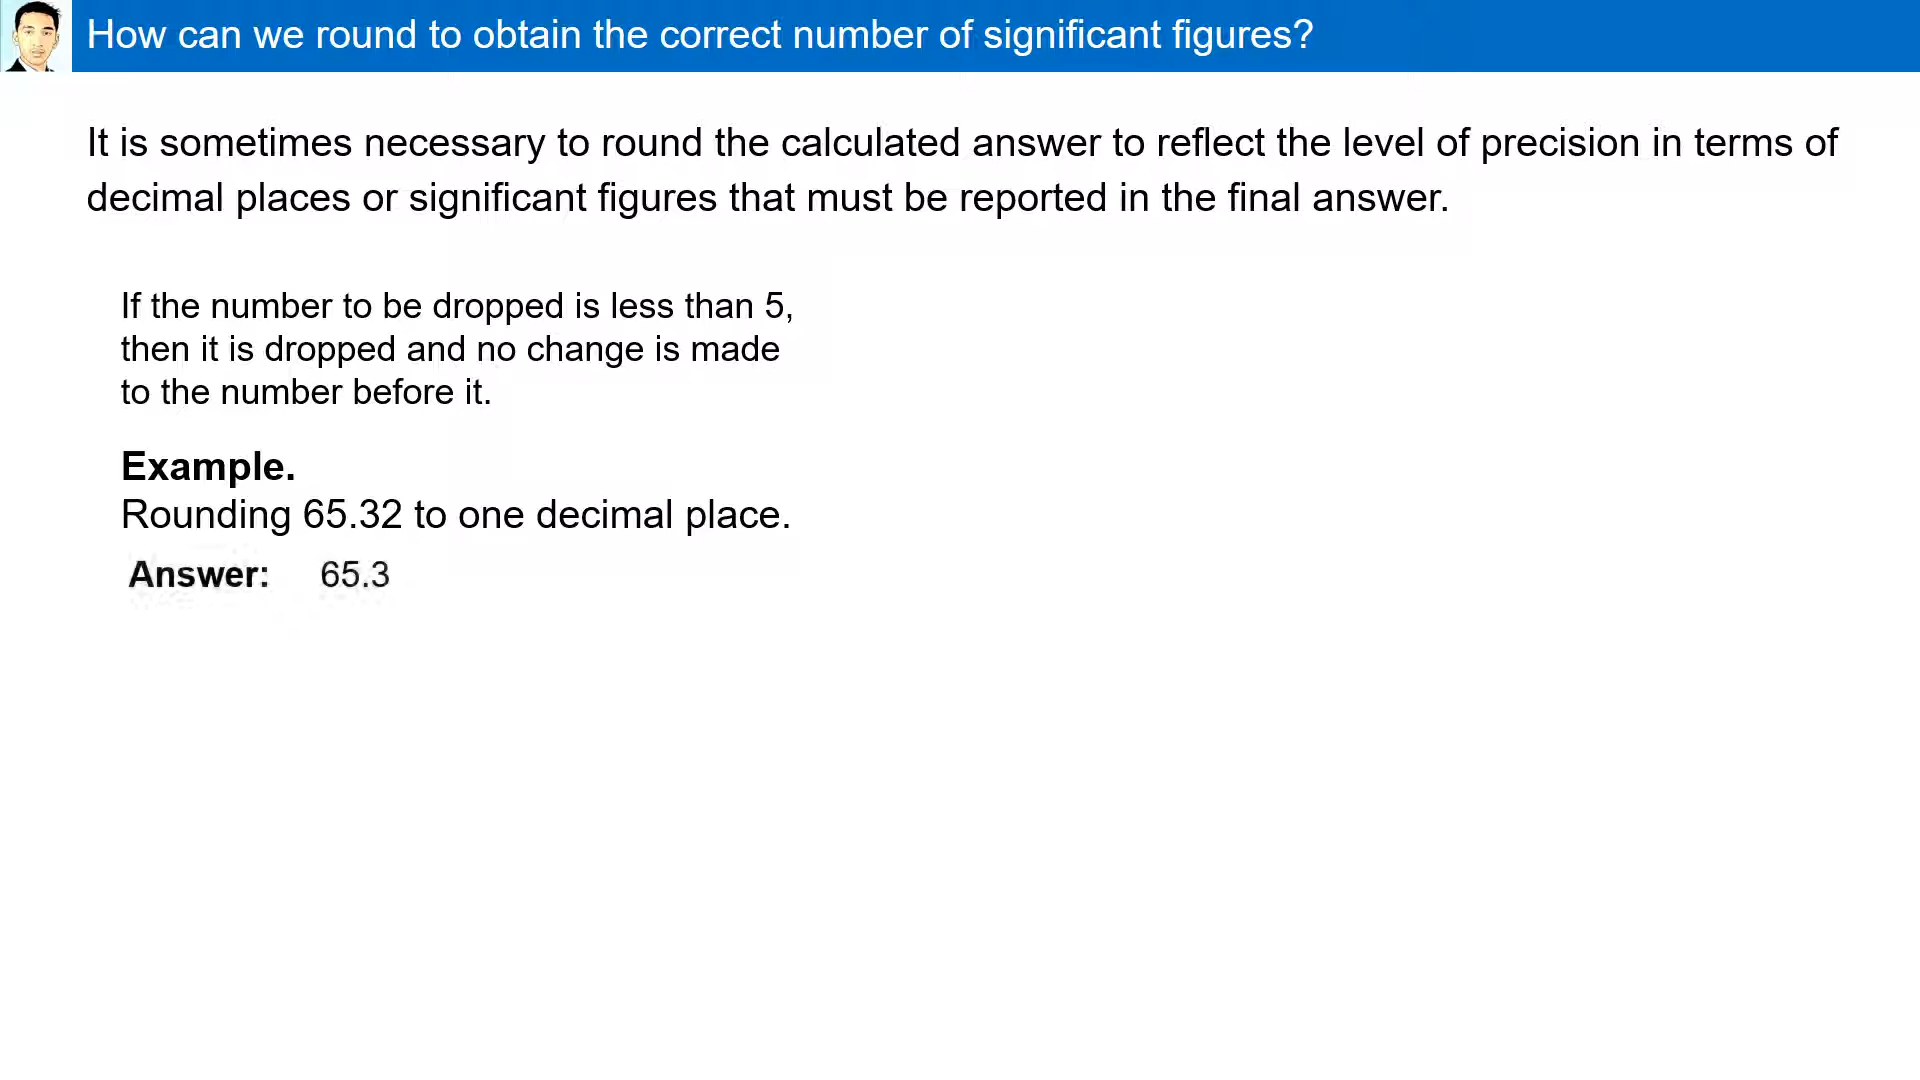 How can we round to obtain the correct number of significant figures?
It is sometimes necessary to round the calculated answer to reflect the level of precision in terms of
decimal places or significant figures that must be reported in the final answer.
If the number to be dropped is less than 5,
then it is dropped and no change is made
to the number before it.
Example.
Rounding 65.32 to one decimal place.
Answer: 65.3